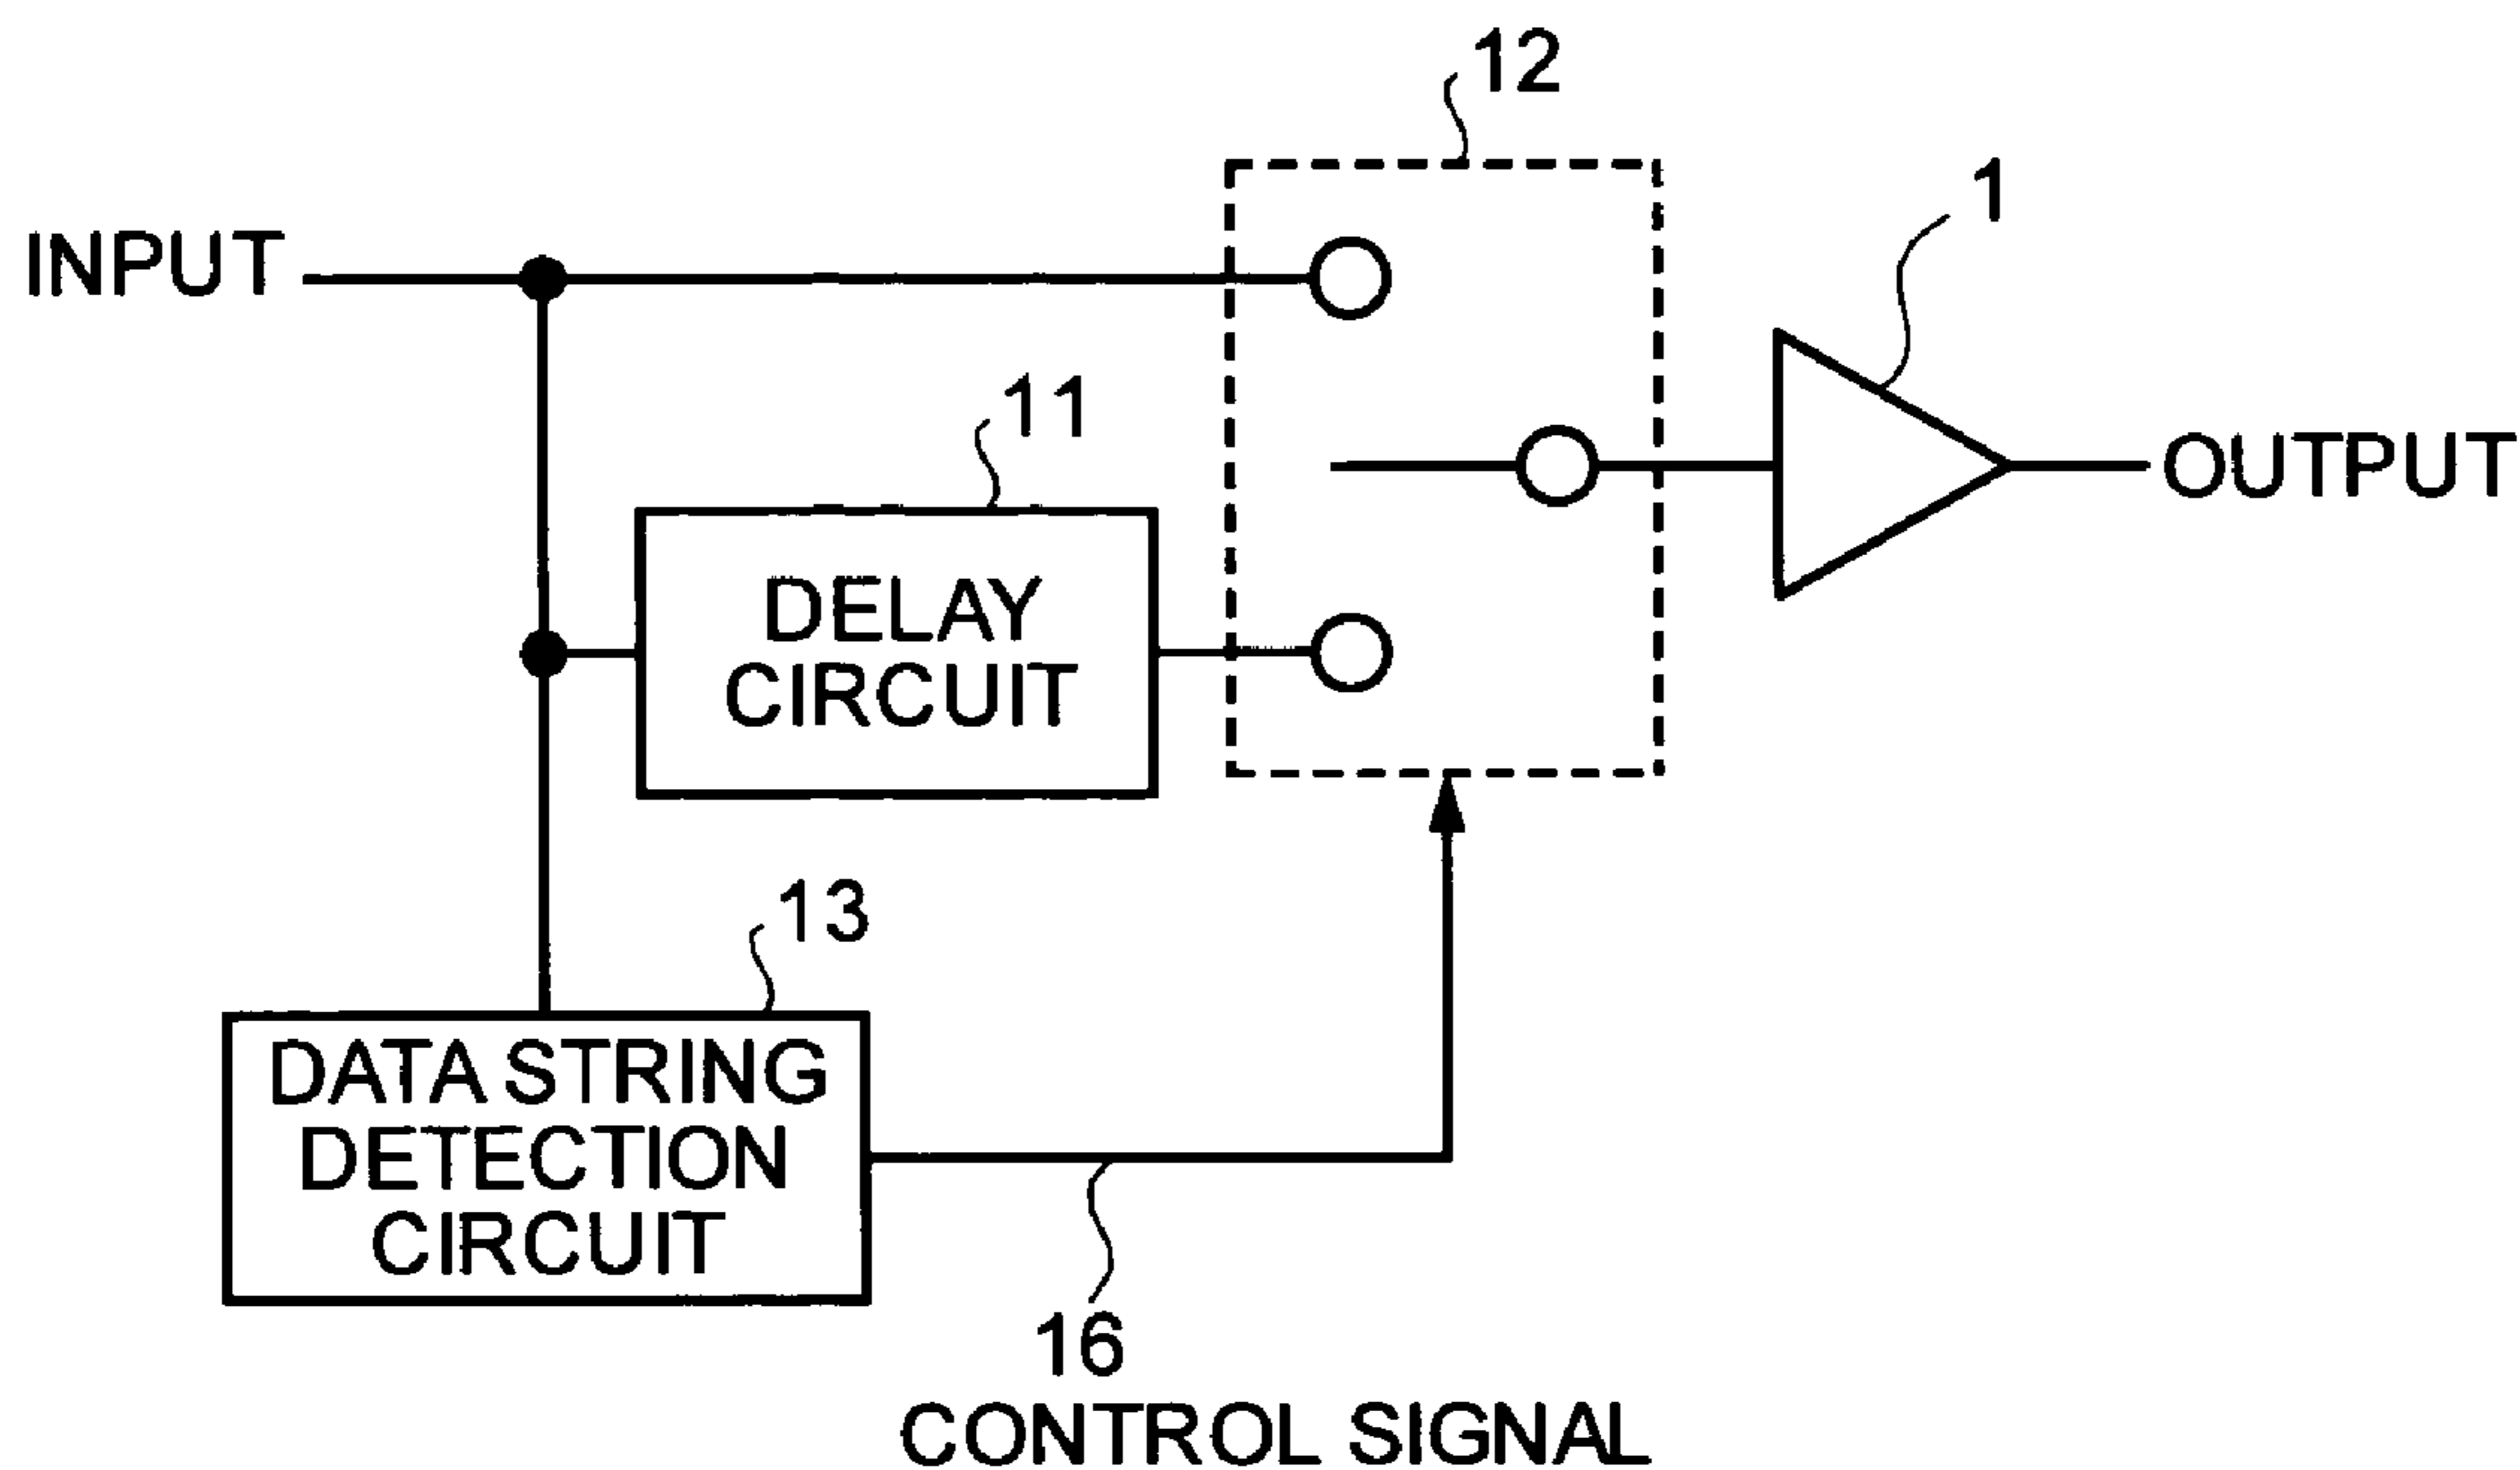 12
1
INPUT
11
OUTPUT
DELAY
CIRCUIT
13
DATA STRING
DETECTION
CIRCUIT
16
CONTROL SIGNAL